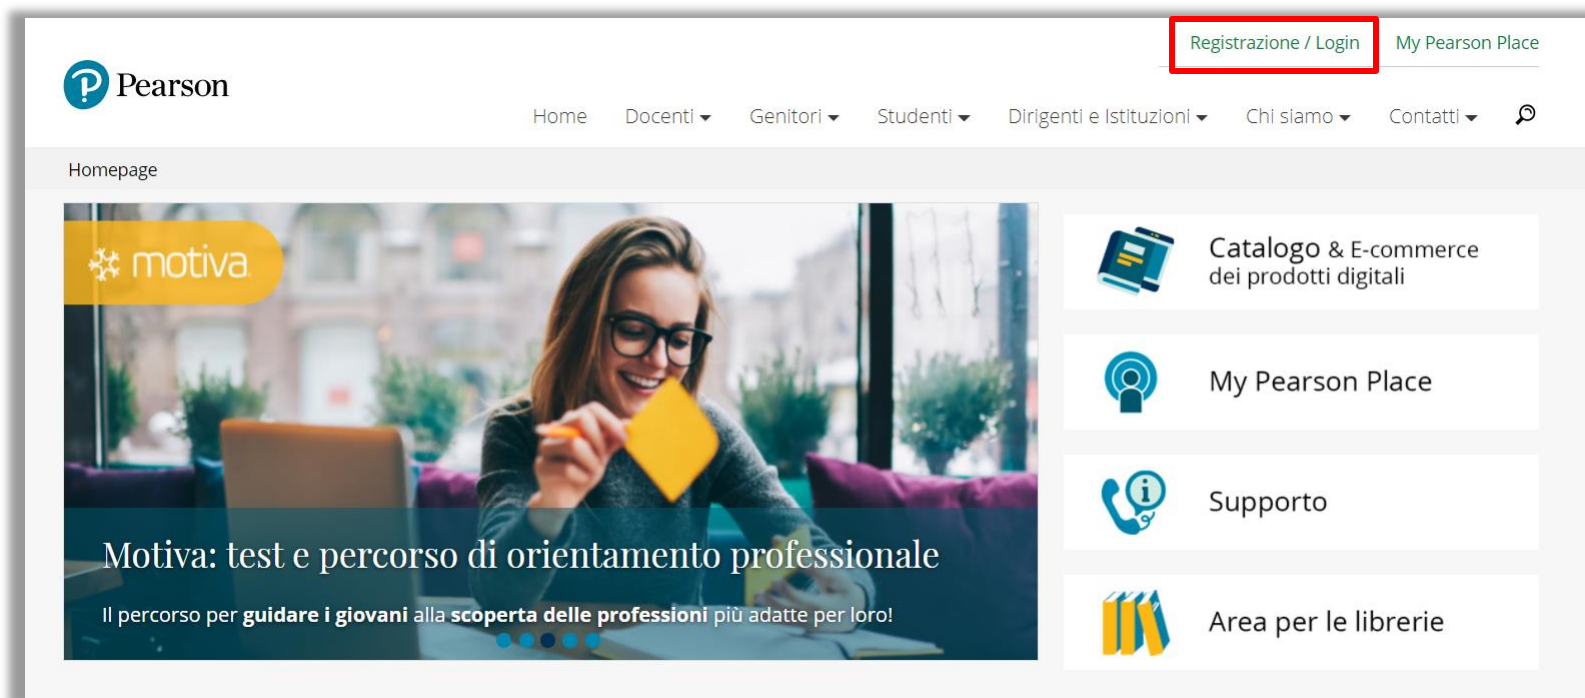 Registrazione / Login My Pearson Place
Pearson
Home Docenti Genitori Studenti Dirigenti e Istituzioni Chi siamo Contatti
Homepage
motiva
Motiva: test e percorso di orientamento professionale
Il percorso per guidare i giovani alla scoperta delle professioni più adatte per loro!
Catalogo & E-commerce
dei prodotti digitali
My Pearson Place
Supporto
Area per le librerie